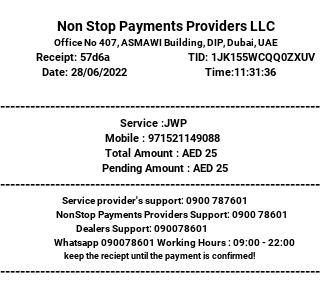 Non Stop Payments Providers LLC
Office No 407, ASMAWI Building, DIP, Dubai, UAE
Receipt: 57d6a TID: 1JK155WCQQ0ZXUV
Date: 28/06/2022 Time:11:31:36
Service :JWP
Mobile : 971521149088
Total Amount : AED 25
Pending Amount : AED 25
Service provider's support: 0900 787601
NonStop Payments Providers Support: 0900 78601
Dealers Support: 090078601
Whatsapp 090078601 Working Hours : 09:00 - 22:00
keep the reciept until the payment is confirmed!